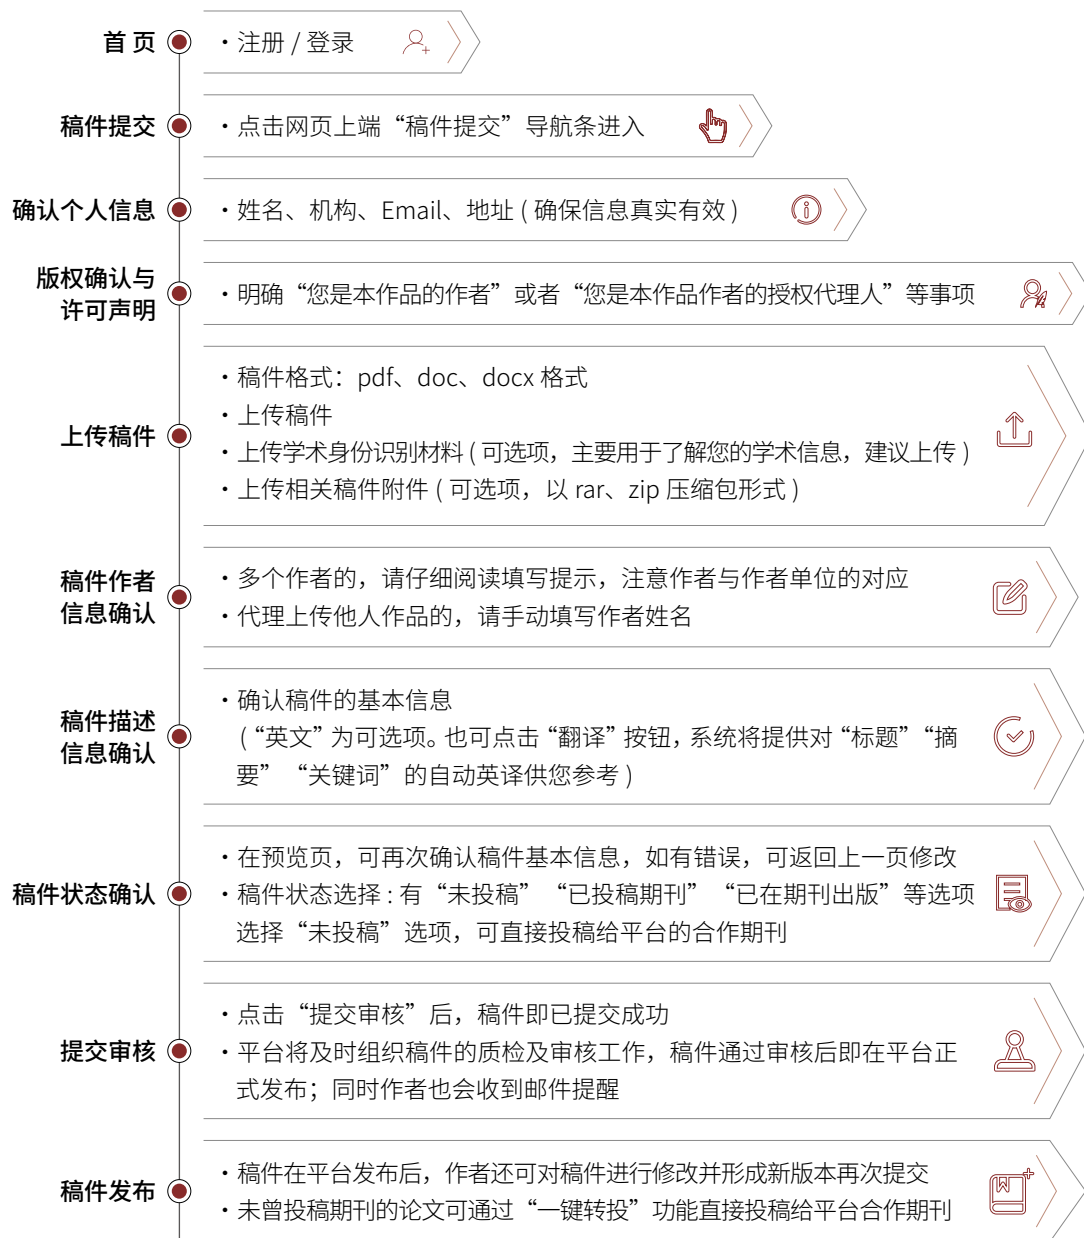 首 页
・注册 / 登录
稿件提交
・点击网页上端“稿件提交”导航条进入
确认个人信息
・姓名、机构、Email、地址 ( 确保信息真实有效 )
版权确认与
许可声明
・明确“您是本作品的作者”或者“您是本作品作者的授权代理人”等事项
上传稿件
・稿件格式：pdf、doc、docx 格式
・上传稿件
・上传学术身份识别材料 ( 可选项，主要用于了解您的学术信息，建议上传 )
・上传相关稿件附件 ( 可选项，以 rar、zip 压缩包形式 )
稿件作者
信息确认
・多个作者的，请仔细阅读填写提示，注意作者与作者单位的对应
・代理上传他人作品的，请手动填写作者姓名
稿件描述
信息确认
・确认稿件的基本信息
( “英文” 为可选项。也可点击 “翻译” 按钮，系统将提供对 “标题” “摘
要” “关键词” 的自动英译供您参考 )
稿件状态确认
・在预览页，可再次确认稿件基本信息，如有错误，可返回上一页修改
・稿件状态选择 : 有“未投稿”“已投稿期刊”“已在期刊出版”等选项
选择“未投稿”选项，可直接投稿给平台的合作期刊
提交审核
・点击“提交审核”后，稿件即已提交成功
・平台将及时组织稿件的质检及审核工作，稿件通过审核后即在平台正
式发布；同时作者也会收到邮件提醒
稿件发布
・稿件在平台发布后，作者还可对稿件进行修改并形成新版本再次提交
・未曾投稿期刊的论文可通过“一键转投”功能直接投稿给平台合作期刊